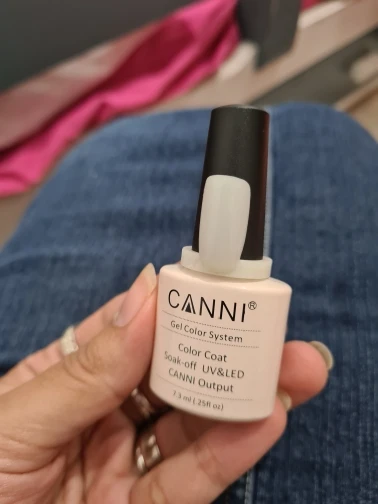 CANNI®
Gel Color System
Color Coat
Soak-off UV&LED
CANNI Output
7.3 ml (.25fl oz)